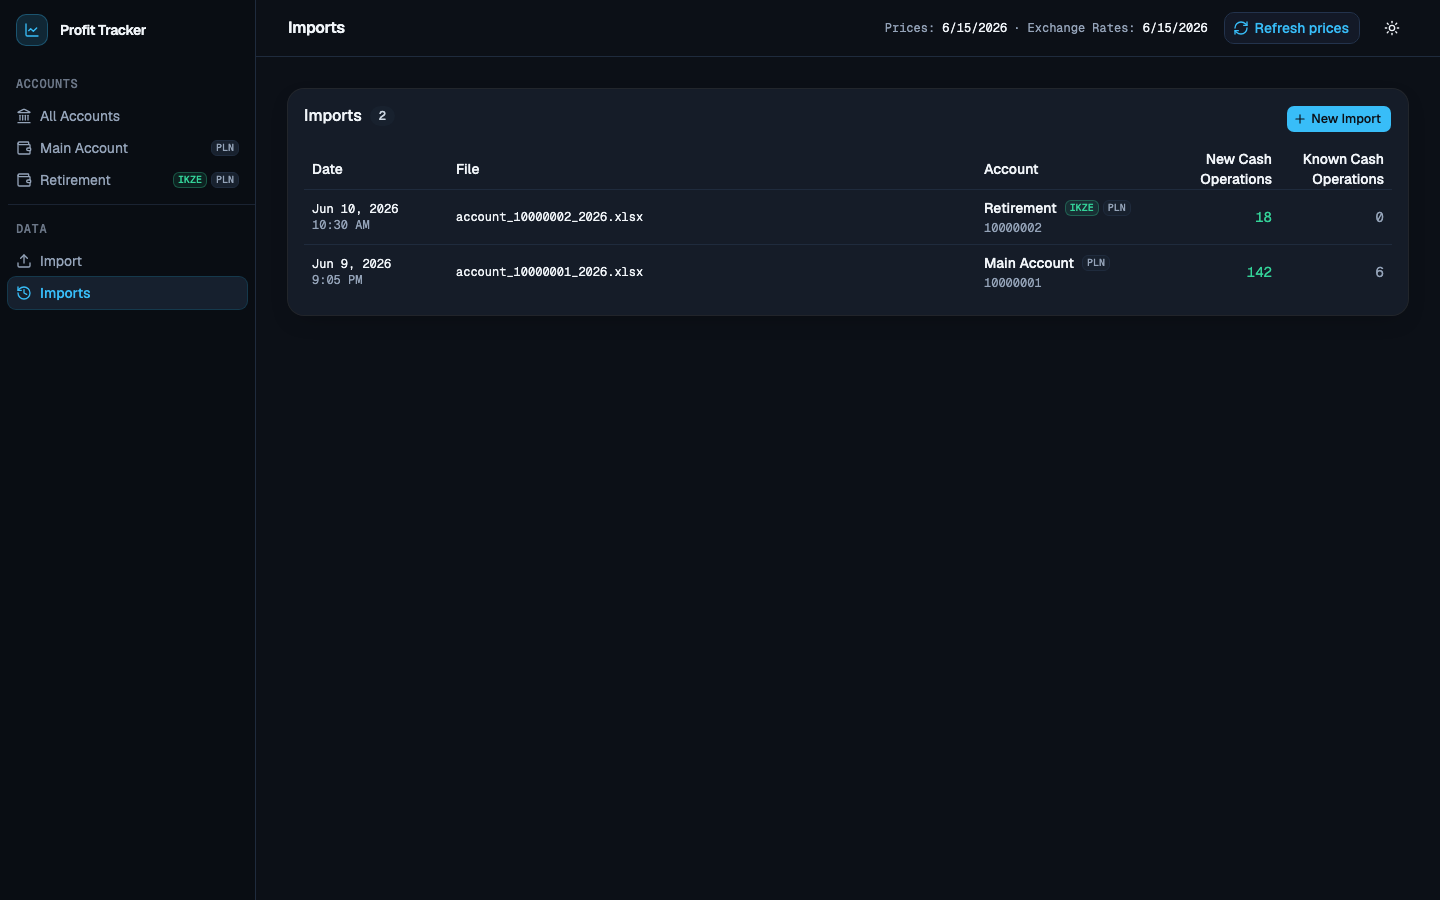 Profit Tracker
ACCOUNTS
All Accounts
Main Account PLN
Retirement IKZE PLN
DATA
Import
Imports
Imports
Prices: 6/15/2026 · Exchange Rates: 6/15/2026
Refresh prices
Imports 2
New Import
Date File Account New Cash Operations Known Cash Operations
Jun 10, 2026
10:30 AM
account_10000002_2026.xlsx
Retirement IKZE PLN
10000002
18
0
Jun 9, 2026
9:05 PM
account_10000001_2026.xlsx
Main Account PLN
10000001
142
6